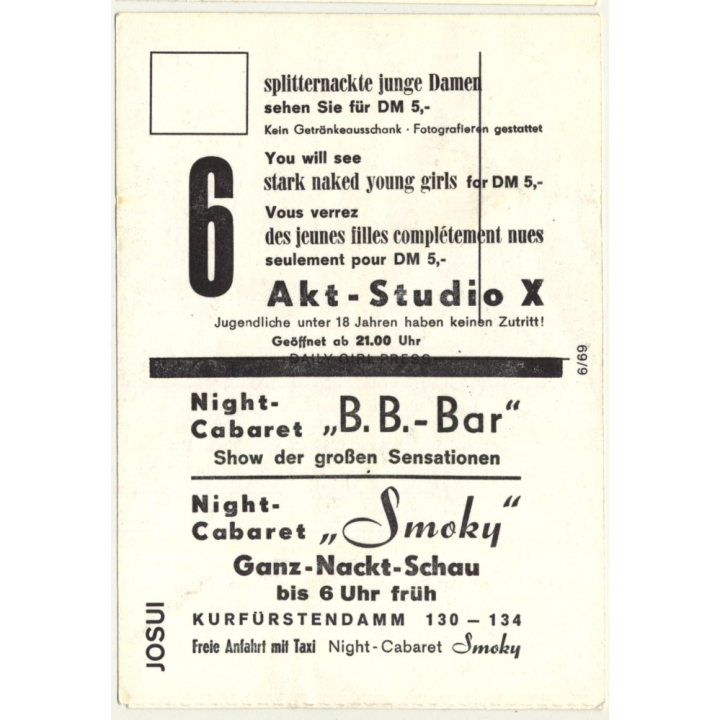 splitternackte junge Damen
sehen Sie für DM 5,-
Kein Getränkeausschank · Fotografieren gestattet
6
You will see
stark naked young girls for DM 5,-
Vous verrez
des jeunes filles complétement nues
seulement pour DM 5,-
Akt-Studio X
Jugendliche unter 18 Jahren haben keinen Zutritt!
Geöffnet ab 21.00 Uhr
DAILY GIRL PRESS
6/69
Night-
Cabaret „B.B.-Bar“
Show der großen Sensationen
Night-
Cabaret „Smoky“
Ganz-Nackt-Schau
bis 6 Uhr früh
KURFÜRSTENDAMM 130 – 134
Freie Anfahrt mit Taxi Night-Cabaret Smoky
JOSUI